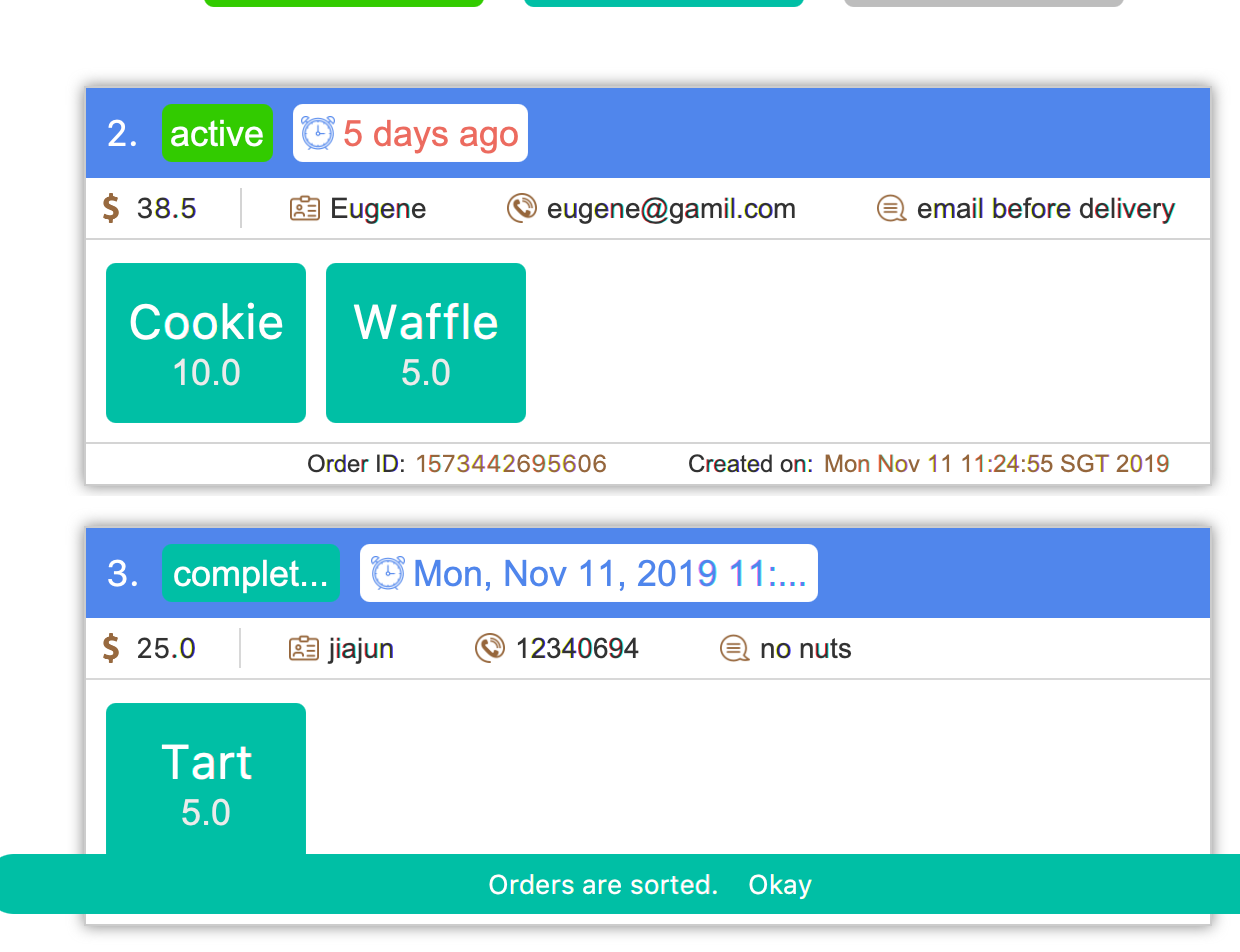 2. active 5 days ago
$ 38.5 Eugene eugene@gamil.com email before delivery
Cookie Waffle
10.0 5.0
Order ID: 1573442695606 Created on: Mon Nov 11 11:24:55 SGT 2019
3. complet... Mon, Nov 11, 2019 11:...
$ 25.0 jiajun 12340694 no nuts
Tart
5.0
Orders are sorted. Okay